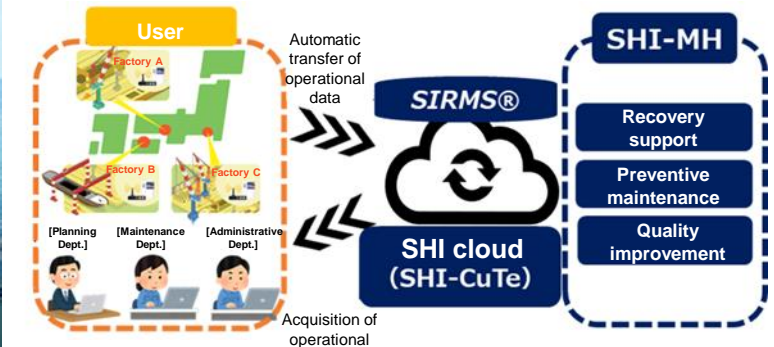 User
Factory A
Factory B
Factory C
[Planning
Dept.]
[Maintenance
Dept.]
[Administrative
Dept.]
Automatic
transfer of
operational
data
Acquisition of
operational
SIRMS®
SHI cloud
(SHI-CuTe)
SHI-MH
Recovery
support
Preventive
maintenance
Quality
improvement